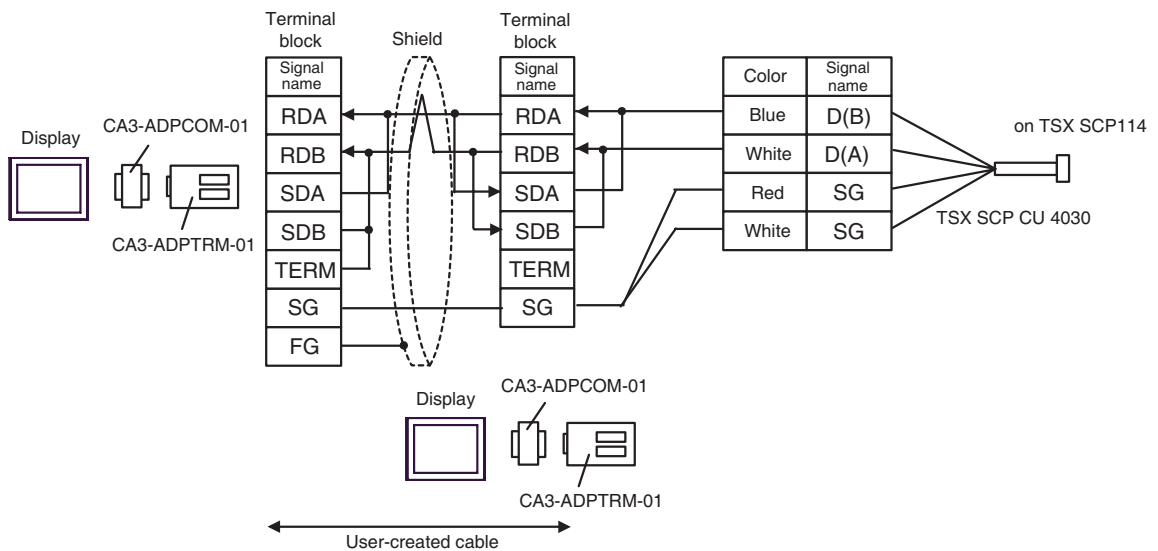 Terminal
block
Shield
Terminal
block
Signal
name
RDA
RDB
SDA
SDB
TERM
SG
FG
Signal
name
RDA
RDB
SDA
SDB
TERM
SG
Color
Signal
name
Blue
D(B)
White
D(A)
Red
SG
White
SG
on TSX SCP114
TSX SCP CU 4030
Display
CA3-ADPCOM-01
CA3-ADPTRM-01
CA3-ADPCOM-01
Display
CA3-ADPTRM-01
User-created cable